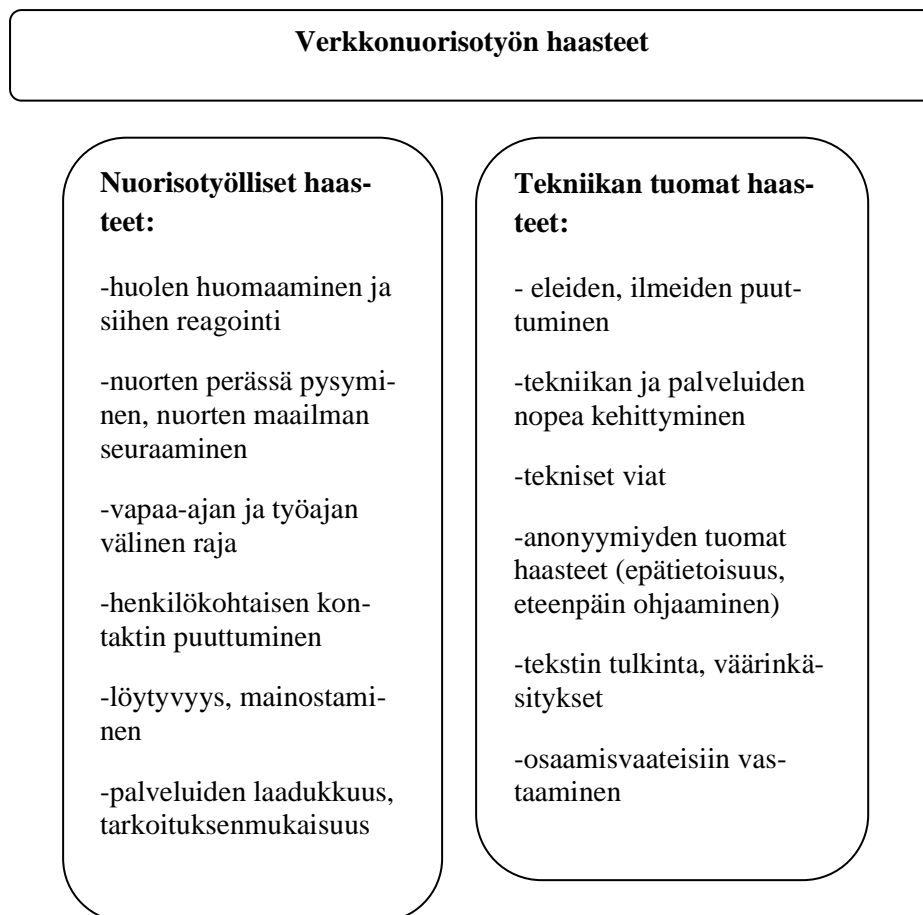 Verkkonuorisotyön haasteet
Nuorisotyölliset haas-
teet:
-huolen huomaaminen ja
siihen reagointi
-nuorten perässä pysymi-
nen, nuorten maailman
seuraaminen
-vapaa-ajan ja työajan
välinen raja
-henkilökohtaisen kon-
taktin puuttuminen
-löytyvyys, mainostami-
nen
-palveluiden laadukkuus,
tarkoituksenmukaisuus
Tekniikan tuomat haas-
teet:
- eleiden, ilmeiden puut-
tuminen
-tekniikan ja palveluiden
nopea kehittyminen
-tekniset viat
-anonyymiyden tuomat
haasteet (epätietoisuus,
eteenpäin ohjaaminen)
-tekstin tulkinta, väärinkä-
sitykset
-osaamisvaateisiin vas-
taaminen